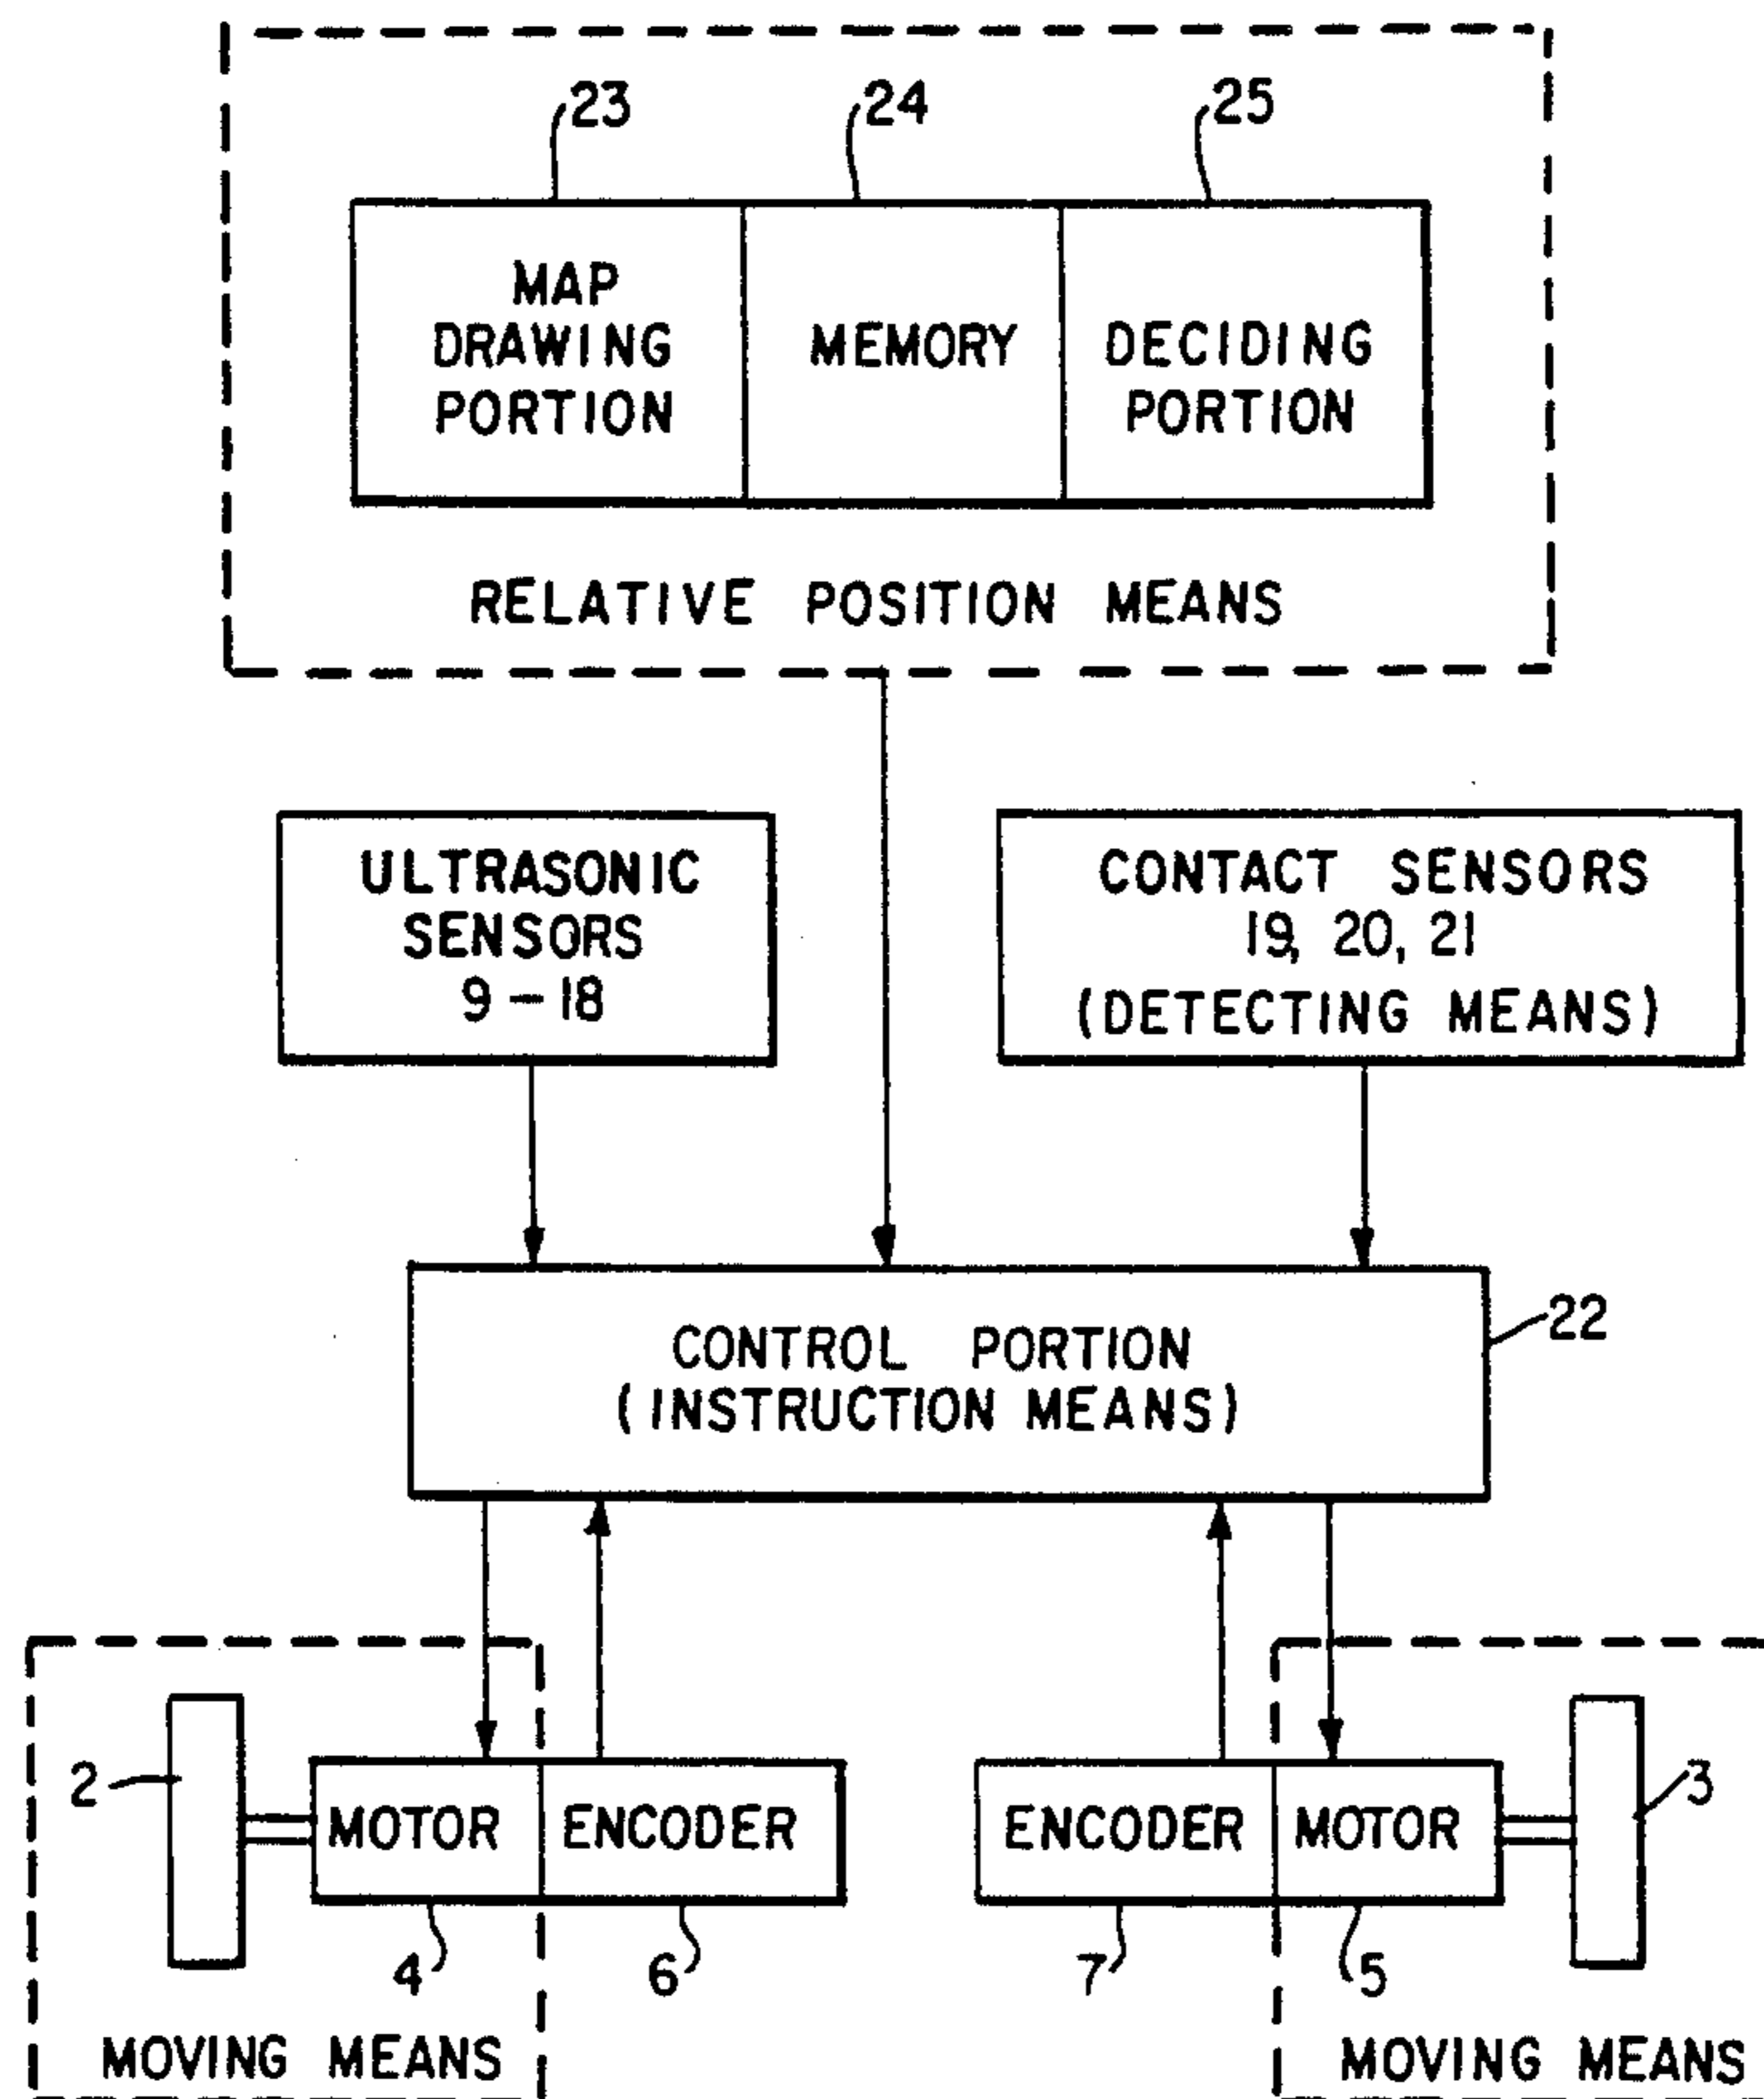 23
24
25
MAP
DRAWING
PORTION
MEMORY
DECIDING
PORTION
RELATIVE POSITION MEANS
ULTRASONIC
SENSORS
9 – 18
CONTACT SENSORS
19, 20, 21
(DETECTING MEANS)
CONTROL PORTION
(INSTRUCTION MEANS)
22
2
MOTOR
ENCODER
ENCODER
MOTOR
3
4
6
7
5
MOVING MEANS
MOVING MEANS